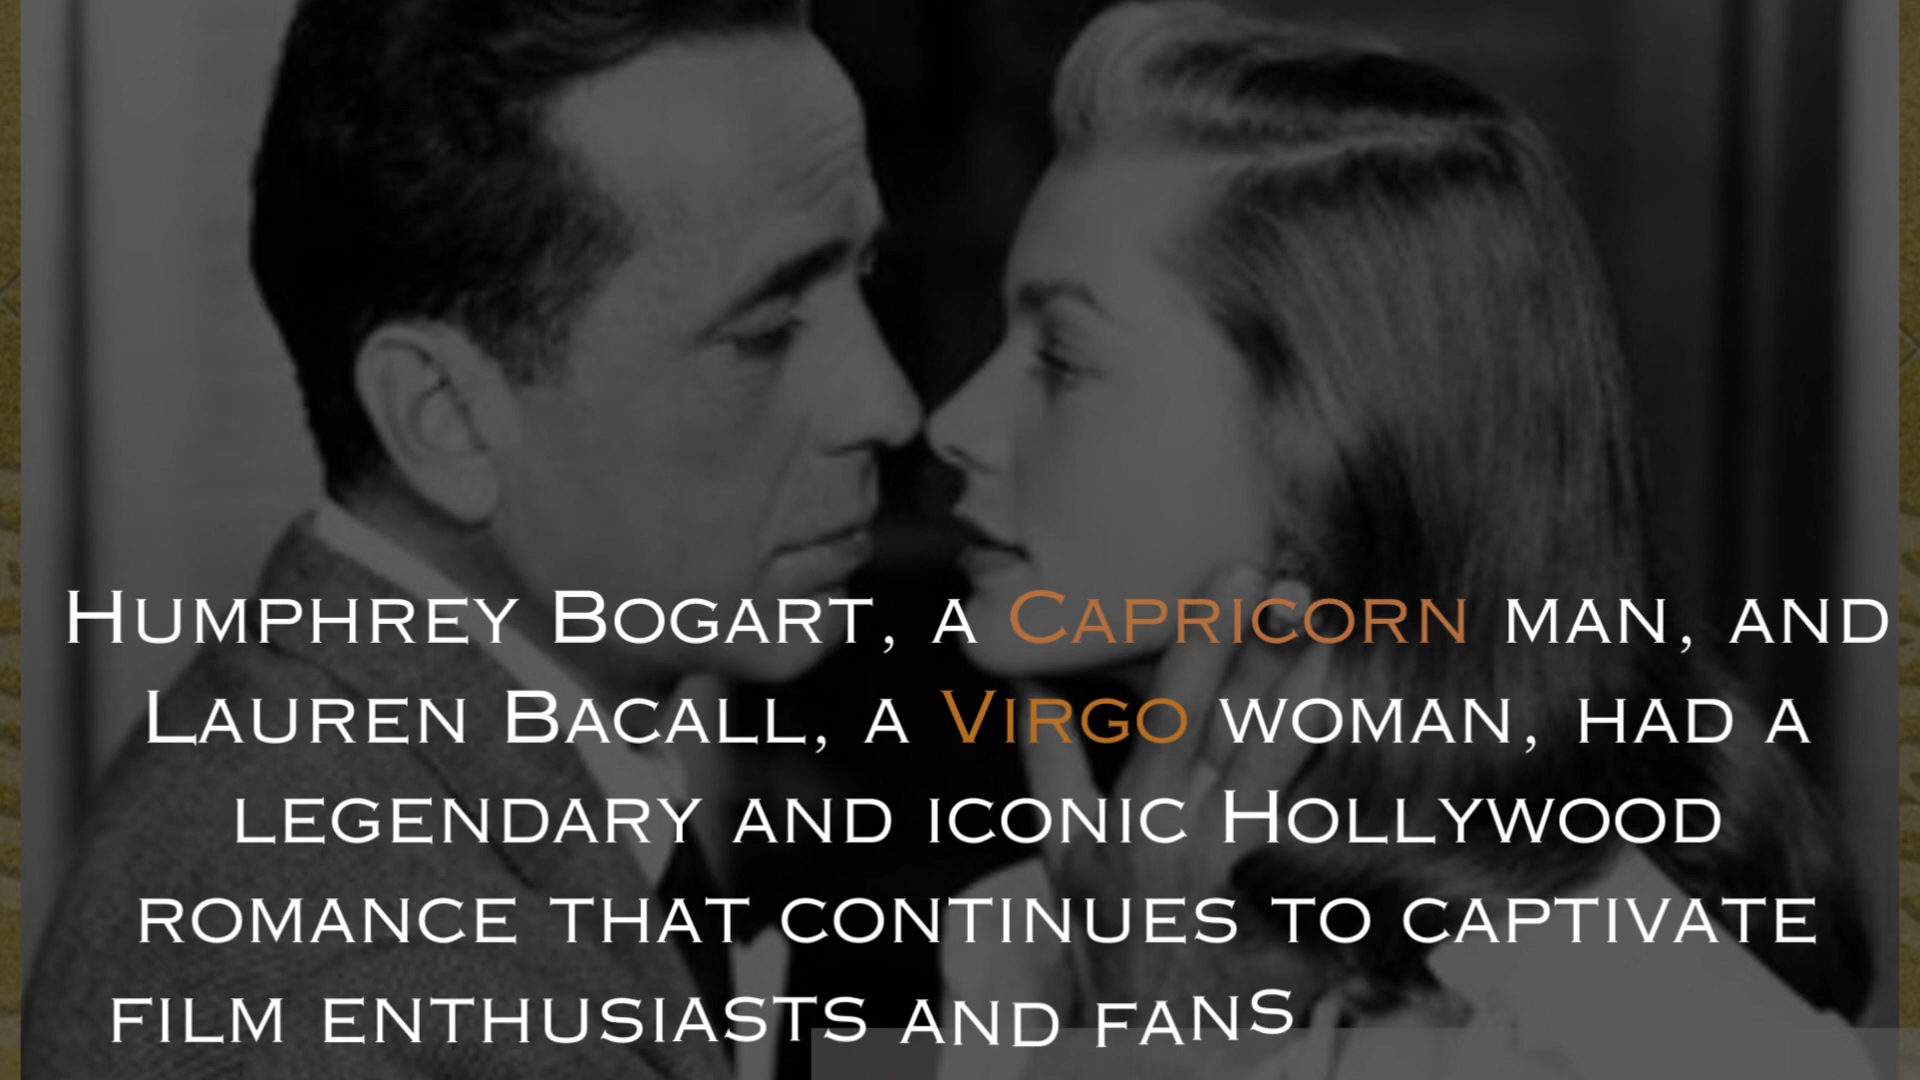 Humphrey Bogart, a Capricorn man, and
Lauren Bacall, a Virgo woman, had a
legendary and iconic Hollywood
romance that continues to captivate
film enthusiasts and fans